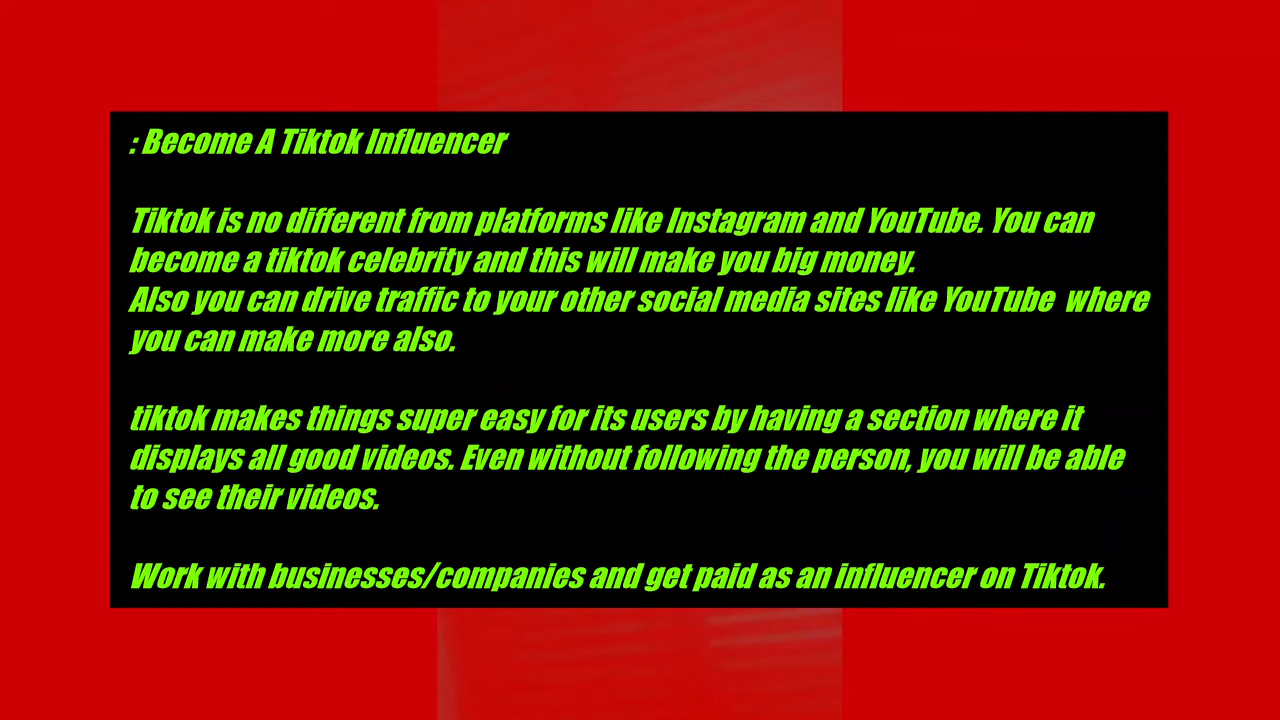 : Become A Tiktok Influencer
Tiktok is no different from platforms like Instagram and YouTube. You can
become a tiktok celebrity and this will make you big money.
Also you can drive traffic to your other social media sites like YouTube  where
you can make more also.
tiktok makes things super easy for its users by having a section where it
displays all good videos. Even without following the person, you will be able
to see their videos.
Work with businesses/companies and get paid as an influencer on Tiktok.